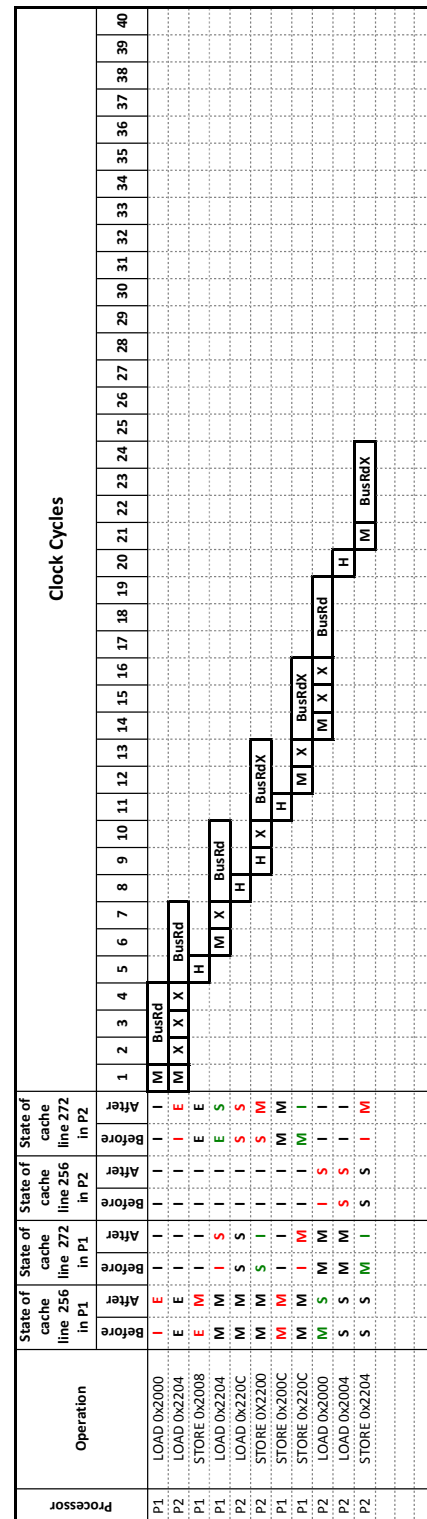 Processor
Operation
State of
cache
line 256
in P1
State of
cache
line 272
in P1
State of
cache
line 256
in P2
State of
cache
line 272
in P2
Clock Cycles
Before After Before After Before After Before After 1 2 3 4 5 6 7 8 9 10 11 12 13 14 15 16 17 18 19 20 21 22 23 24 25 26 27 28 29 30 31 32 33 34 35 36 37 38 39 40
P1 LOAD 0x2000 I E I I I I I I M BusRd
P2 LOAD 0x2204 E E I I I I I E M X X X BusRd
P1 STORE 0x2008 E M I I I I E E H
P1 LOAD 0x2204 M M I S I I E S M X BusRd
P2 LOAD 0x220C M M S S I I S S H
P2 STORE 0x2200 M M S I I I S M H X BusRdX
P1 STORE 0x200C M M I I I I M M H
P1 STORE 0x220C M M I M I I M I M X BusRdX
P2 LOAD 0x2000 M S M M I S I I M X X BusRd
P2 LOAD 0x2004 S S M M S S I I H
P2 STORE 0x2204 S S M I S S I M M BusRdX